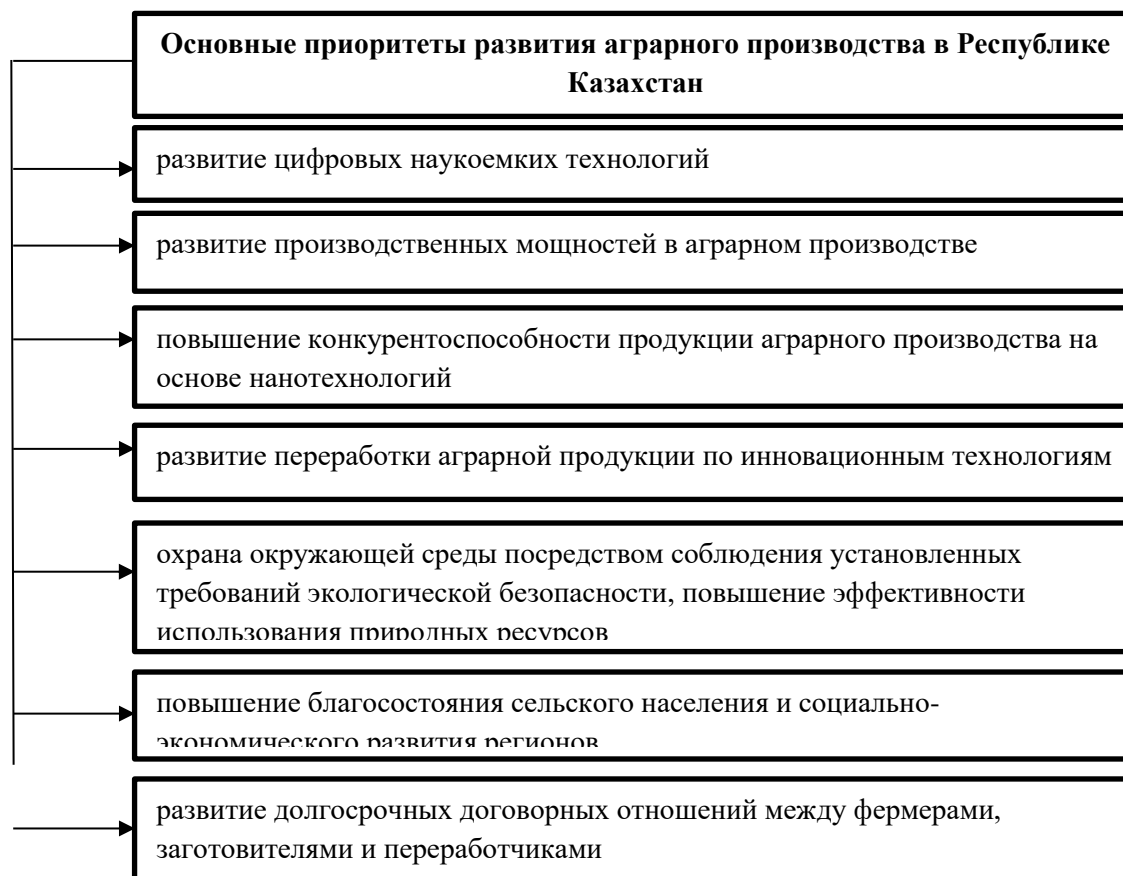 Основные приоритеты развития аграрного производства в Республике
Казахстан
развитие цифровых наукоемких технологий
развитие производственных мощностей в аграрном производстве
повышение конкурентоспособности продукции аграрного производства на
основе нанотехнологий
развитие переработки аграрной продукции по инновационным технологиям
охрана окружающей среды посредством соблюдения установленных
требований экологической безопасности, повышение эффективности
использования природных ресурсов
повышение благосостояния сельского населения и социально-
экономического развития регионов
развитие долгосрочных договорных отношений между фермерами,
заготовителями и переработчиками